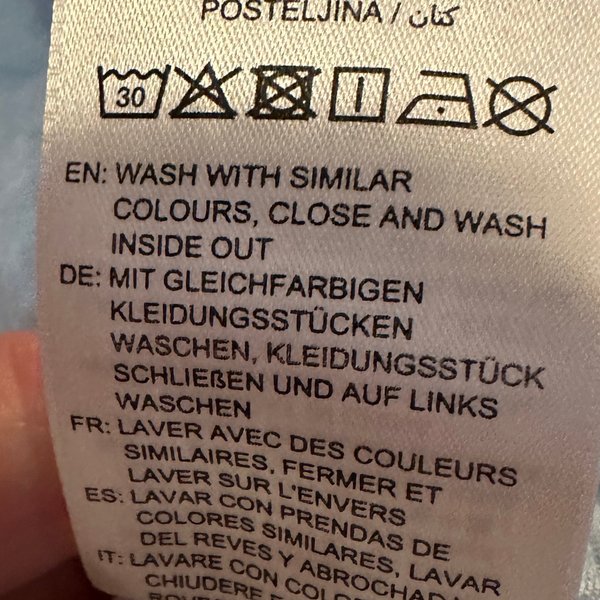 POSTELJINA / كتان
30
EN: WASH WITH SIMILAR
COLOURS, CLOSE AND WASH
INSIDE OUT
DE: MIT GLEICHFARBIGEN
KLEIDUNGSSTÜCKEN
WASCHEN, KLEIDUNGSSTÜCK
SCHLIEßEN UND AUF LINKS
WASCHEN
FR: LAVER AVEC DES COULEURS
SIMILAIRES, FERMER ET
LAVER SUR L'ENVERS
ES: LAVAR CON PRENDAS DE
COLORES SIMILARES, LAVAR
DEL REVES Y ABROCHADA
IT: LAVARE CON COLO
CHIUDERE